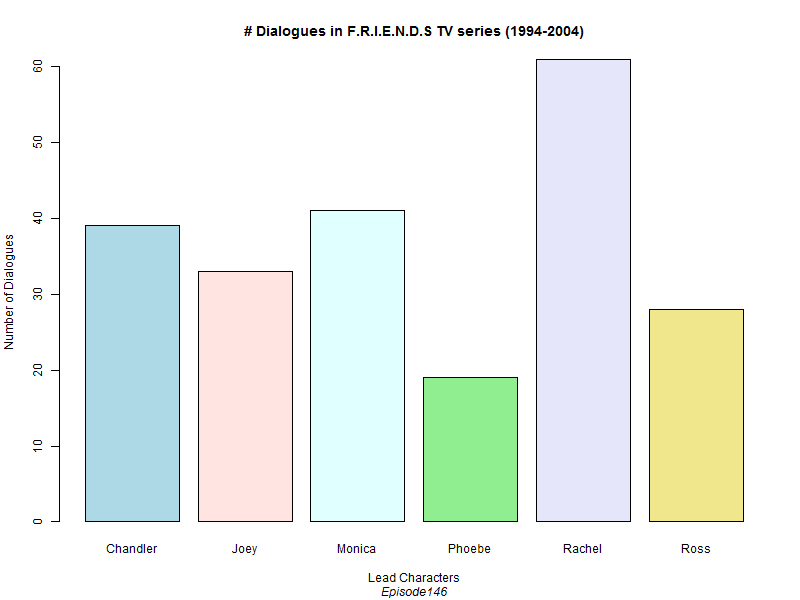 # Dialogues in F.R.I.E.N.D.S TV series (1994-2004)
Number of Dialogues
60
50
40
30
20
10
0
Chandler Joey Monica Phoebe Rachel Ross
Lead Characters
Episode146